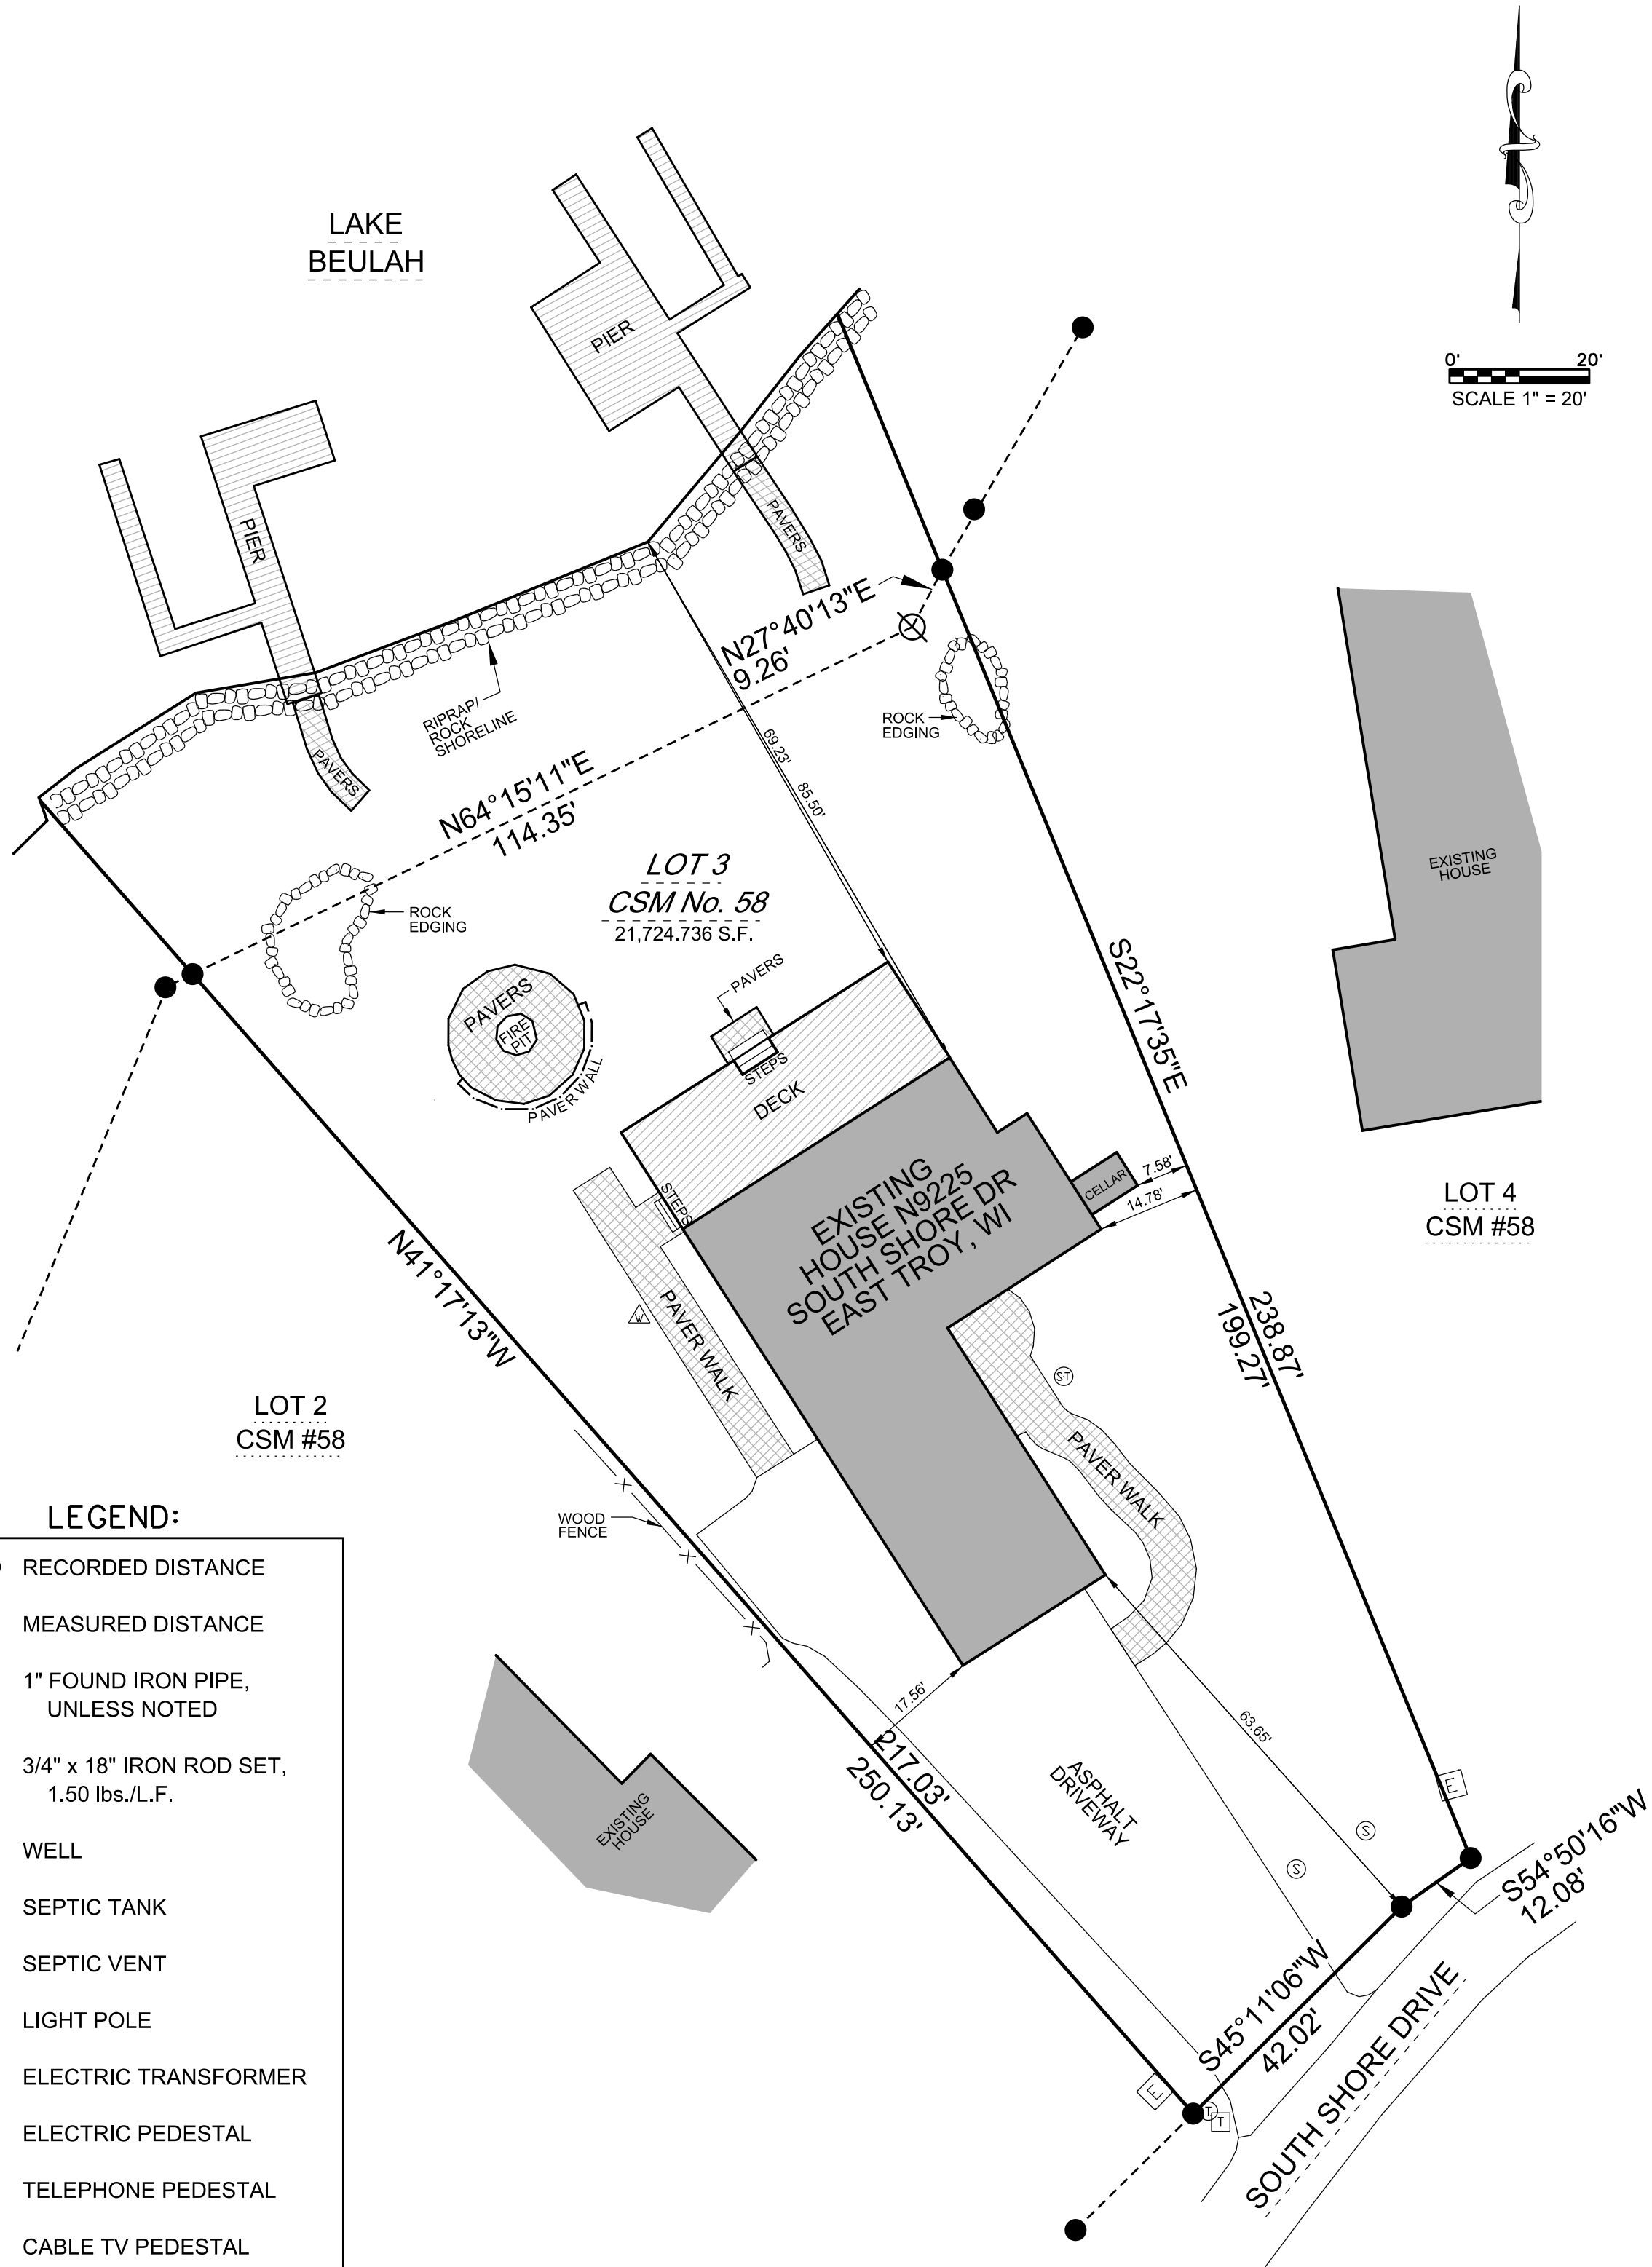 LAKE
BEULAH
PIER
PIER
0' 20'
SCALE 1" = 20'
PAVERS
PAVERS
RIPRAP/
ROCK
SHORELINE
N27°40'13"E
9.26'
ROCK
EDGING
69.23'
85.50'
N64°15'11"E
114.35'
LOT 3
CSM No. 58
21,724.736 S.F.
EXISTING
HOUSE
ROCK
EDGING
PAVERS
PAVERS
FIRE
PIT
PAVER WALL
STEPS
DECK
S22°17'35"E
STEPS
EXISTING
HOUSE N9225
SOUTH SHORE DR
EAST TROY, WI
CELLAR
7.58'
14.78'
LOT 4
CSM #58
N41°17'13"W
W
PAVER WALK
238.87'
199.27'
ST
LOT 2
CSM #58
PAVER WALK
WOOD
FENCE
LEGEND:
RECORDED DISTANCE
MEASURED DISTANCE
1" FOUND IRON PIPE,
UNLESS NOTED
3/4" x 18" IRON ROD SET,
1.50 lbs./L.F.
WELL
SEPTIC TANK
SEPTIC VENT
LIGHT POLE
ELECTRIC TRANSFORMER
ELECTRIC PEDESTAL
TELEPHONE PEDESTAL
CABLE TV PEDESTAL
17.56'
217.03'
250.13'
63.65'
EXISTING
HOUSE
ASPHALT
DRIVEWAY
E
S
S
S54°50'16"W
12.08'
S45°11'06"W
42.02'
E
T
T
SOUTH SHORE DRIVE